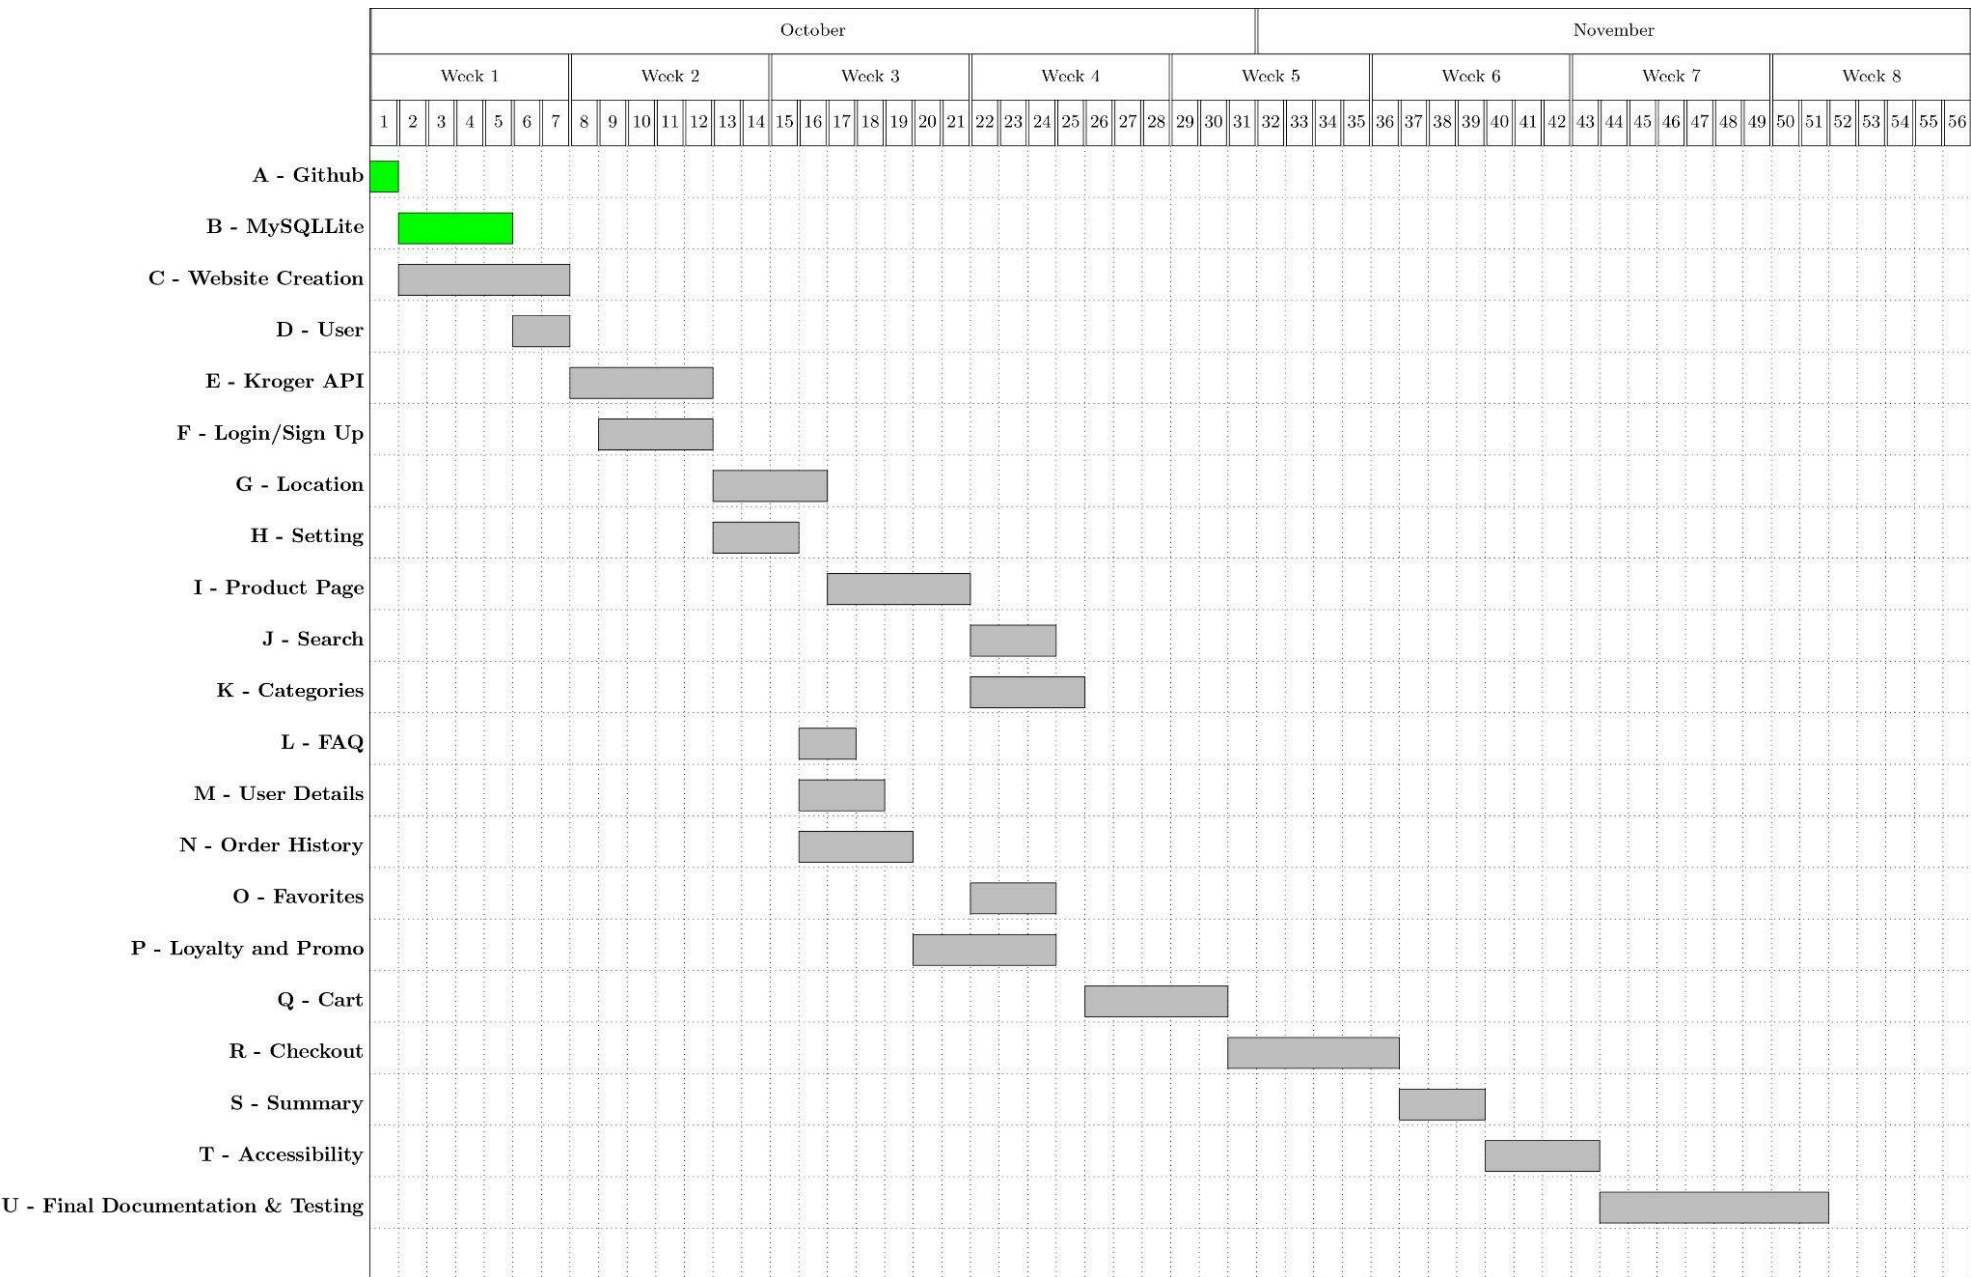 October November
Week 1 Week 2 Week 3 Week 4 Week 5 Week 6 Week 7 Week 8
1 2 3 4 5 6 7 8 9 10 11 12 13 14 15 16 17 18 19 20 21 22 23 24 25 26 27 28 29 30 31 32 33 34 35 36 37 38 39 40 41 42 43 44 45 46 47 48 49 50 51 52 53 54 55 56
A - Github
B - MySQLLite
C - Website Creation
D - User
E - Kroger API
F - Login/Sign Up
G - Location
H - Setting
I - Product Page
J - Search
K - Categories
L - FAQ
M - User Details
N - Order History
O - Favorites
P - Loyalty and Promo
Q - Cart
R - Checkout
S - Summary
T - Accessibility
U - Final Documentation & Testing